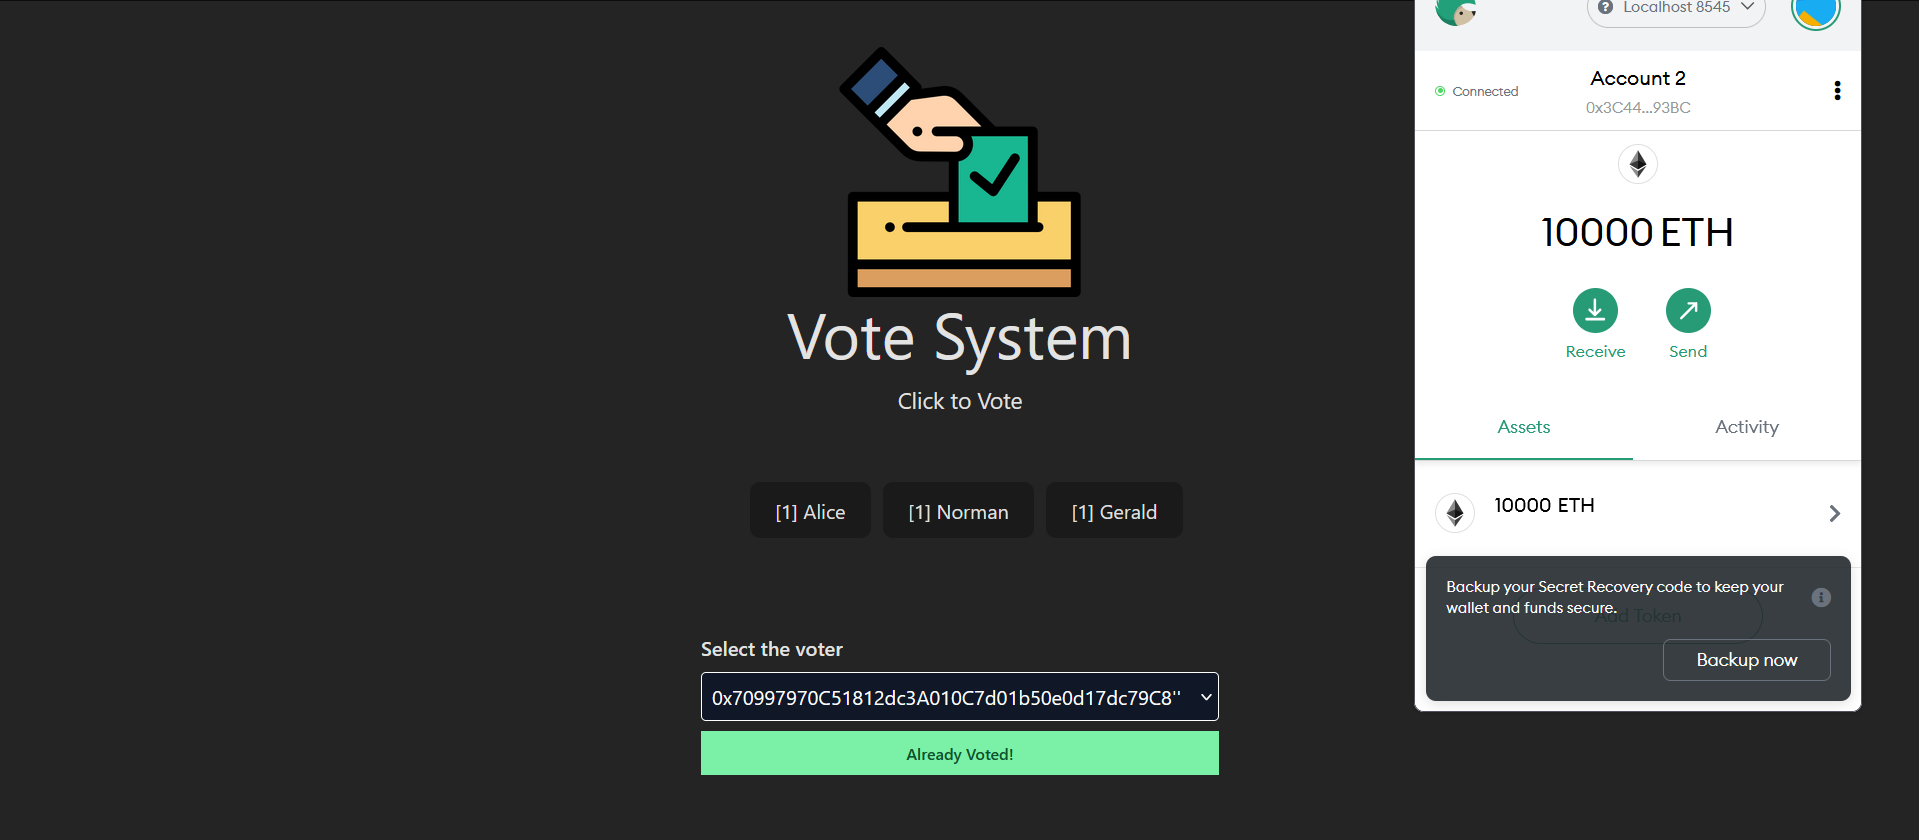 Vote System
Click to Vote
[1] Alice
[1] Norman
[1] Gerald
Select the voter
0x70997970C51812dc3A010C7d01b50e0d17dc79C8''
Already Voted!
Localhost 8545
Connected
Account 2
0x3C44...93BC
10000 ETH
Receive
Send
Assets
Activity
10000 ETH
Backup your Secret Recovery code to keep your
wallet and funds secure.
Add Token
Backup now